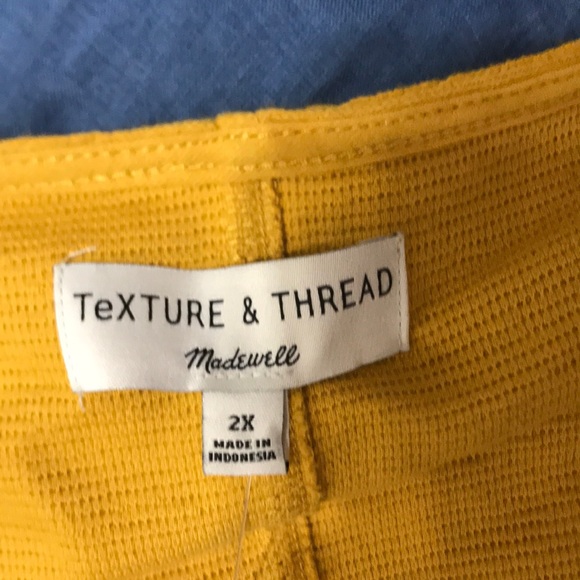 TeXTURE & THREAD
Madewell
2X
MADE IN
INDONESIA